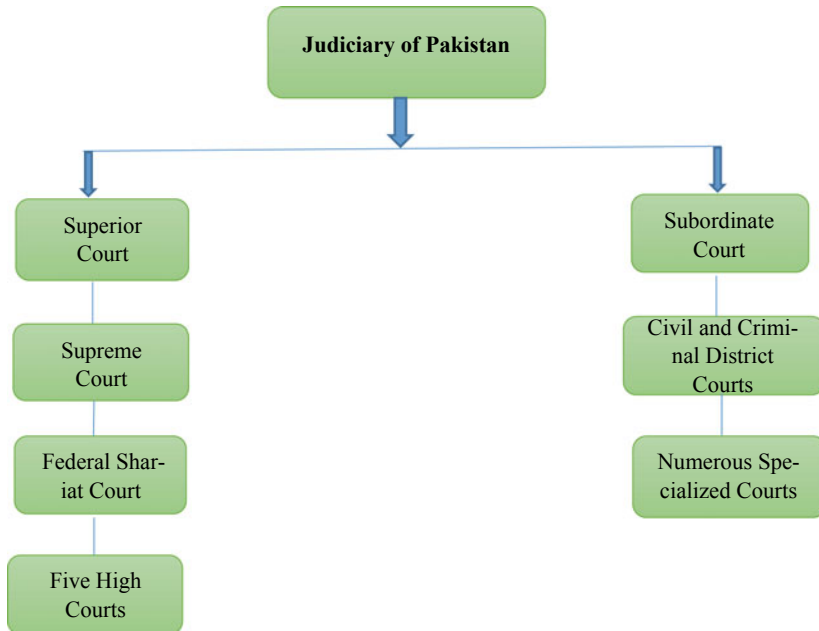 Judiciary of Pakistan
Superior
Court
Subordinate
Court
Supreme
Court
Civil and Crimi-
nal District
Courts
Federal Shar-
iat Court
Numerous Spe-
cialized Courts
Five High
Courts